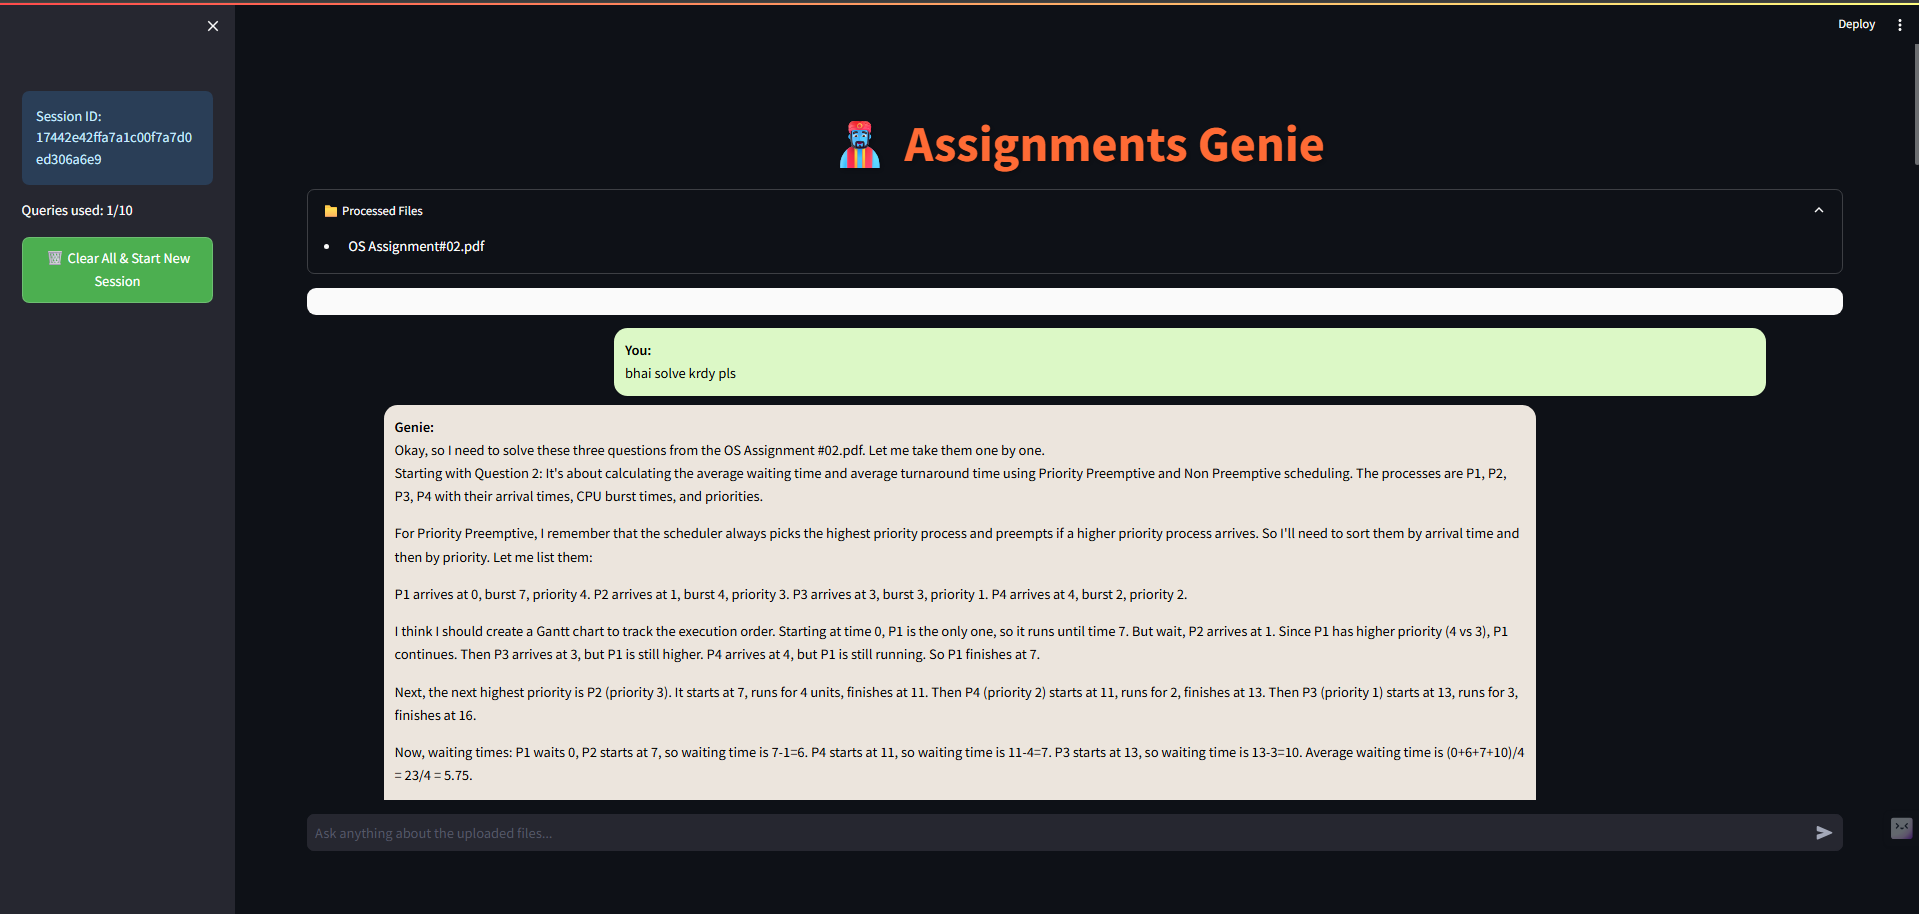 Deploy
Session ID:
17442e42ffa7a1c00f7a7d0
ed306a6e9
Queries used: 1/10
Clear All & Start New
Session
Assignments Genie
Processed Files
OS Assignment#02.pdf
You:
bhai solve krdy pls
Genie:
Okay, so I need to solve these three questions from the OS Assignment #02.pdf. Let me take them one by one.
Starting with Question 2: It's about calculating the average waiting time and average turnaround time using Priority Preemptive and Non Preemptive scheduling. The processes are P1, P2,
P3, P4 with their arrival times, CPU burst times, and priorities.
For Priority Preemptive, I remember that the scheduler always picks the highest priority process and preempts if a higher priority process arrives. So I'll need to sort them by arrival time and
then by priority. Let me list them:
P1 arrives at 0, burst 7, priority 4. P2 arrives at 1, burst 4, priority 3. P3 arrives at 3, burst 3, priority 1. P4 arrives at 4, burst 2, priority 2.
I think I should create a Gantt chart to track the execution order. Starting at time 0, P1 is the only one, so it runs until time 7. But wait, P2 arrives at 1. Since P1 has higher priority (4 vs 3), P1
continues. Then P3 arrives at 3, but P1 is still higher. P4 arrives at 4, but P1 is still running. So P1 finishes at 7.
Next, the next highest priority is P2 (priority 3). It starts at 7, runs for 4 units, finishes at 11. Then P4 (priority 2) starts at 11, runs for 2, finishes at 13. Then P3 (priority 1) starts at 13, runs for 3,
finishes at 16.
Now, waiting times: P1 waits 0, P2 starts at 7, so waiting time is 7-1=6. P4 starts at 11, so waiting time is 11-4=7. P3 starts at 13, so waiting time is 13-3=10. Average waiting time is (0+6+7+10)/4
= 23/4 = 5.75.
Ask anything about the uploaded files...